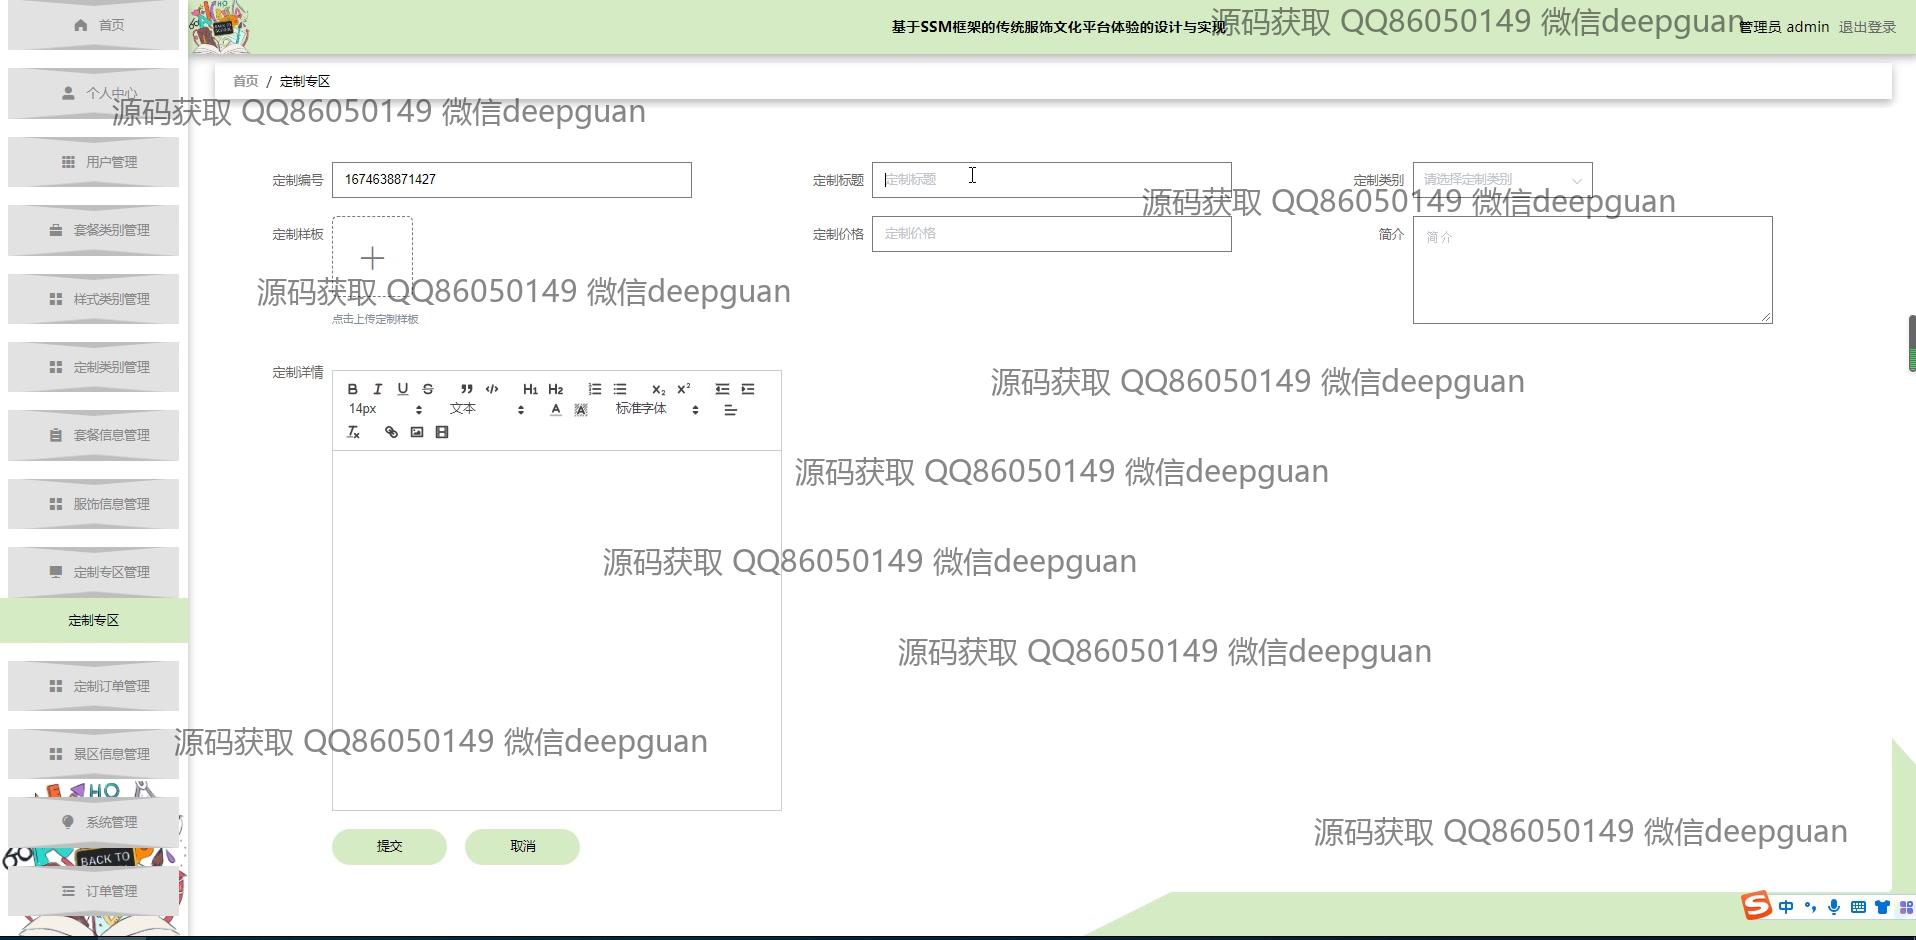 首页
基于SSM框架的传统服饰文化平台体验的设计与实现
源码获取 QQ86050149 微信deepguan
管理员 admin
退出登录
首页 / 定制专区
个人中心
源码获取 QQ86050149 微信deepguan
用户管理
定制编号
1674638871427
定制标题
定制标题
定制类别
请选择定制类别
源码获取 QQ86050149 微信deepguan
套餐类别管理
定制样板
定制价格
定制价格
简介
简介
样式类别管理
源码获取 QQ86050149 微信deepguan
点击上传定制样板
定制类别管理
定制详情
源码获取 QQ86050149 微信deepguan
B I U S H1 H2 X2 X2
14px 文本 A A 标准字体
Tx
套餐信息管理
源码获取 QQ86050149 微信deepguan
服饰信息管理
定制专区管理
源码获取 QQ86050149 微信deepguan
定制专区
源码获取 QQ86050149 微信deepguan
定制订单管理
景区信息管理
源码获取 QQ86050149 微信deepguan
HO
系统管理
源码获取 QQ86050149 微信deepguan
提交
取消
BACK TO
订单管理
中